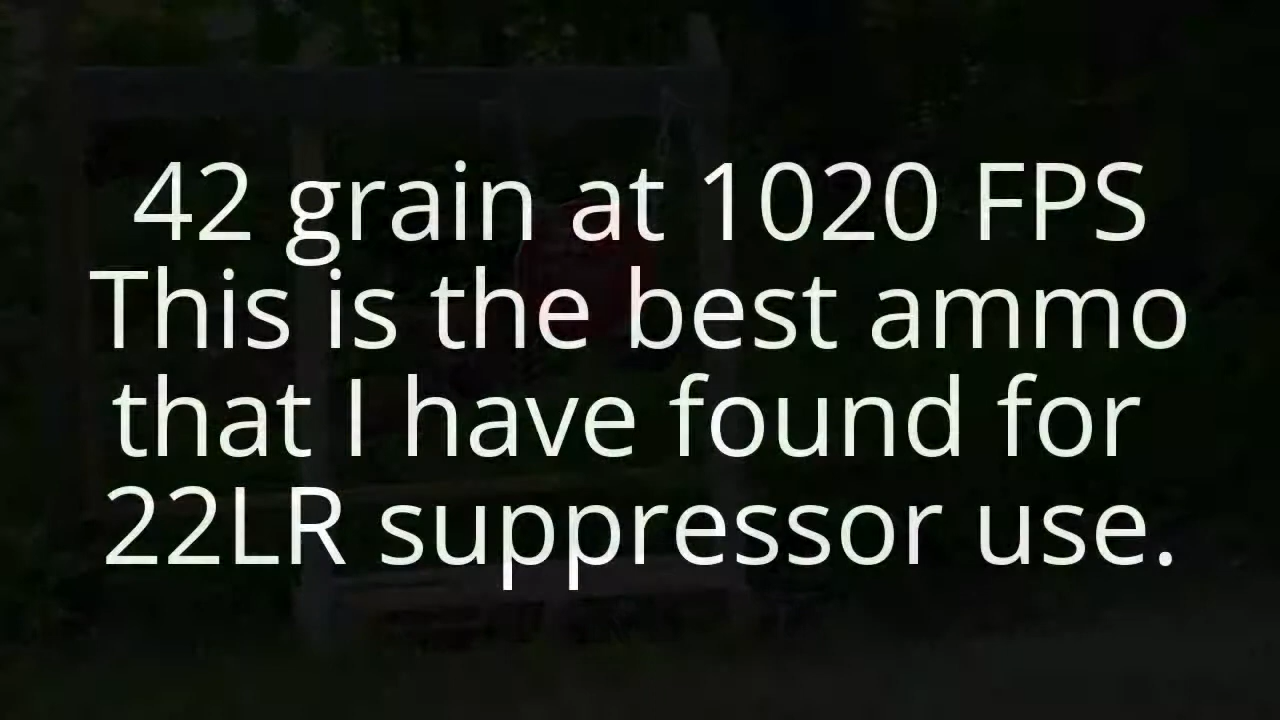 42 grain at 1020 FPS
This is the best ammo
that I have found for
22LR suppressor use.